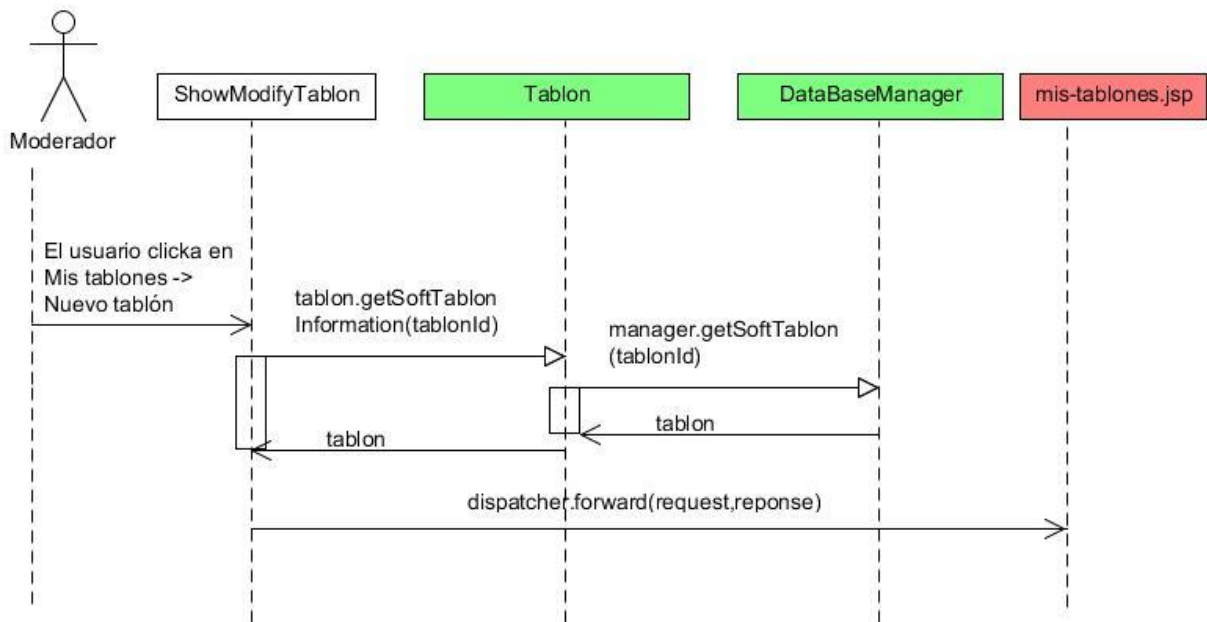 Moderador
ShowModifyTablon
Tablon
DataBaseManager
mis-tablones.jsp
El usuario clicka en
Mis tablones ->
Nuevo tablón
tablon.getSoftTablon
Information(tablonId)
manager.getSoftTablon
(tablonId)
tablon
tablon
dispatcher.forward(request,reponse)